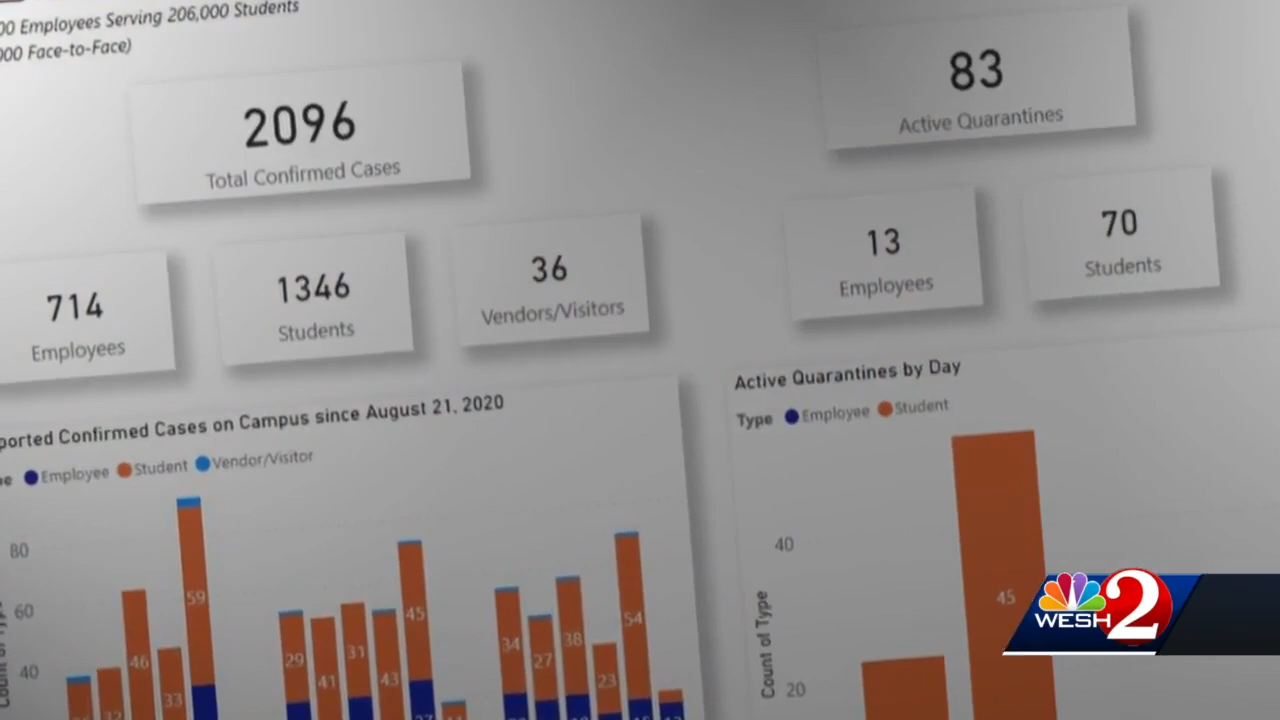 00 Employees Serving 206,000 Students
000 Face-to-Face)
2096
Total Confirmed Cases
83
Active Quarantines
714
Employees
1346
Students
36
Vendors/Visitors
13
Employees
70
Students
ported Confirmed Cases on Campus since August 21, 2020
Employee Student Vendor/Visitor
80
60
40
59
46
33
29
41
31
43
45
34
27
38
23
54
Active Quarantines by Day
Type Employee Student
Count of Type
40
20
45
WESH 2